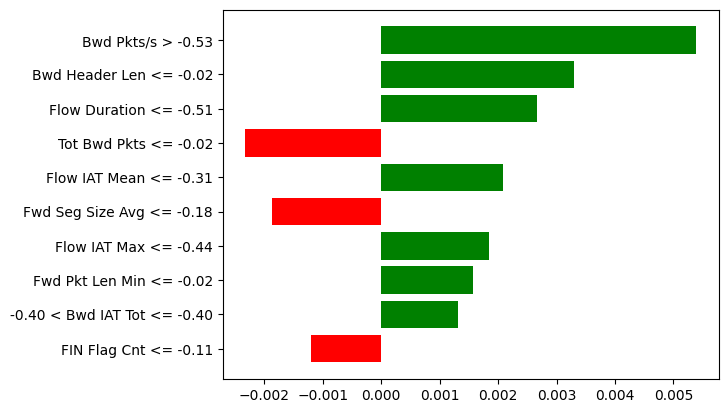 Bwd Pkts/s > -0.53
Bwd Header Len <= -0.02
Flow Duration <= -0.51
Tot Bwd Pkts <= -0.02
Flow IAT Mean <= -0.31
Fwd Seg Size Avg <= -0.18
Flow IAT Max <= -0.44
Fwd Pkt Len Min <= -0.02
-0.40 < Bwd IAT Tot <= -0.40
FIN Flag Cnt <= -0.11
−0.002 −0.001 0.000 0.001 0.002 0.003 0.004 0.005